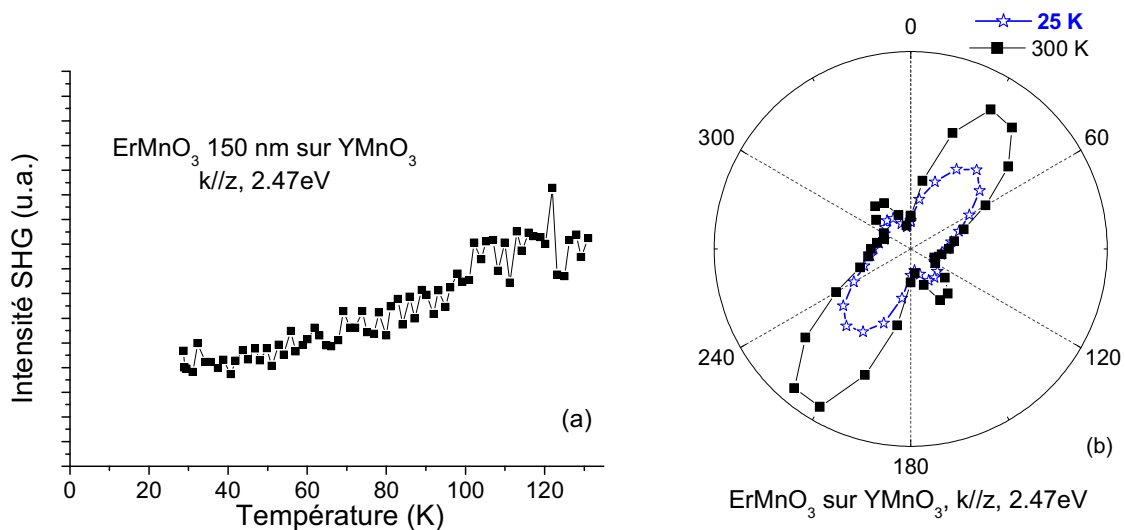 Intensité SHG (u.a.)
ErMnO₃ 150 nm sur YMnO₃
k//z, 2.47eV
(a)
0 20 40 60 80 100 120
Température (K)
25 K
300 K
0
300
60
240
120
180
(b)
ErMnO₃ sur YMnO₃, k//z, 2.47eV